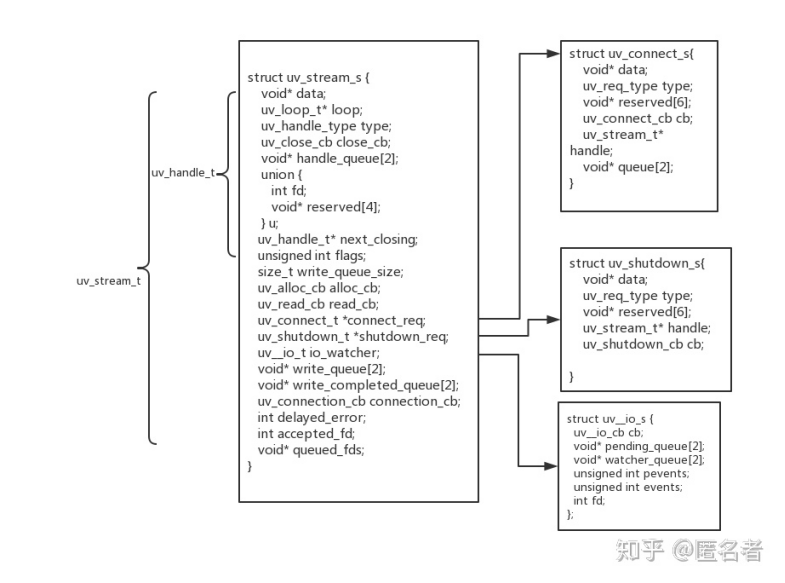 uv_stream_t
uv_handle_t
struct uv_stream_s {
void* data;
uv_loop_t* loop;
uv_handle_type type;
uv_close_cb close_cb;
void* handle_queue[2];
union {
int fd;
void* reserved[4];
} u;
uv_handle_t* next_closing;
unsigned int flags;
size_t write_queue_size;
uv_alloc_cb alloc_cb;
uv_read_cb read_cb;
uv_connect_t *connect_req;
uv_shutdown_t *shutdown_req;
uv__io_t io_watcher;
void* write_queue[2];
void* write_completed_queue[2];
uv_connection_cb connection_cb;
int delayed_error;
int accepted_fd;
void* queued_fds;
}
struct uv_connect_s{
void* data;
uv_req_type type;
void* reserved[6];
uv_connect_cb cb;
uv_stream_t*
handle;
void* queue[2];
}
struct uv_shutdown_s{
void* data;
uv_req_type type;
void* reserved[6];
uv_stream_t* handle;
uv_shutdown_cb cb;
}
struct uv__io_s {
uv__io_cb cb;
void* pending_queue[2];
void* watcher_queue[2];
unsigned int pevents;
unsigned int events;
int fd;
};
知乎 @匿名者